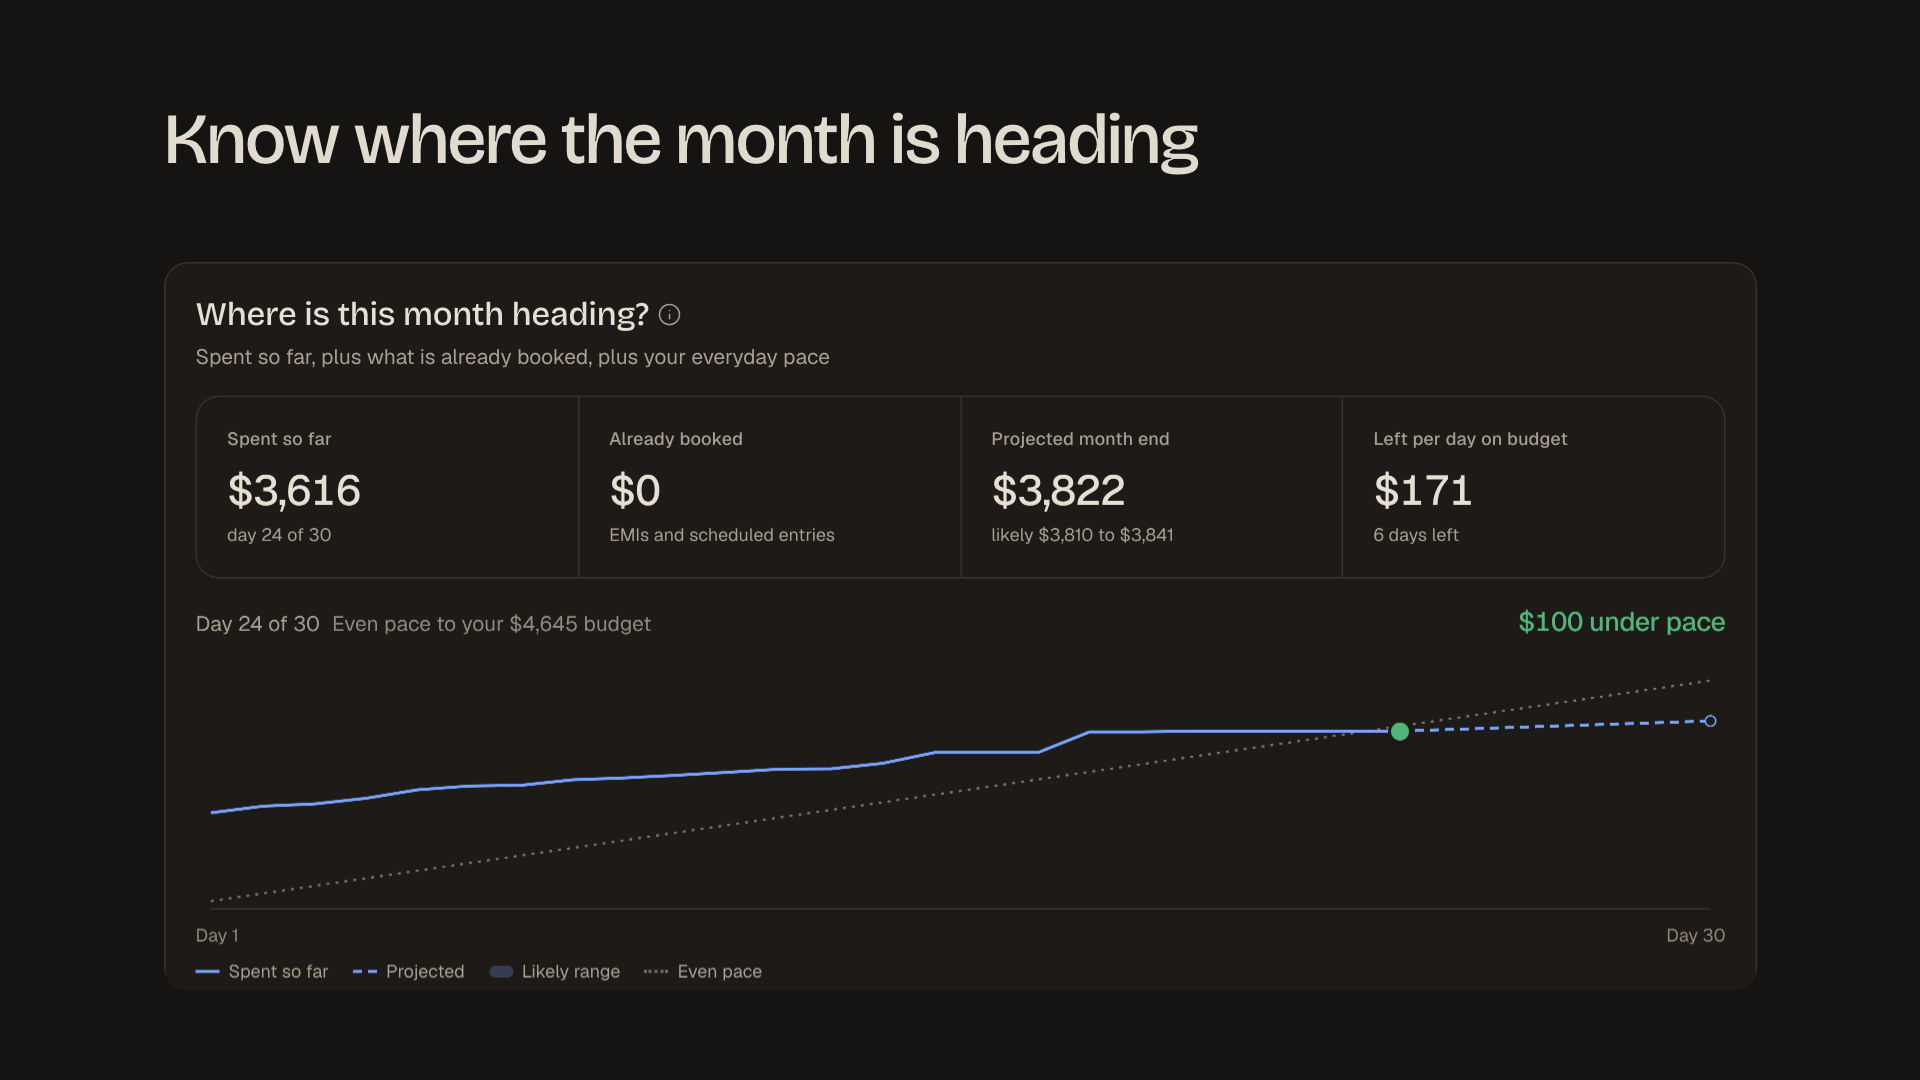 Know where the month is heading
Where is this month heading?
Spent so far, plus what is already booked, plus your everyday pace
Spent so far
$3,616
day 24 of 30
Already booked
$0
EMIs and scheduled entries
Projected month end
$3,822
likely $3,810 to $3,841
Left per day on budget
$171
6 days left
Day 24 of 30 Even pace to your $4,645 budget
$100 under pace
Day 1
Day 30
Spent so far
Projected
Likely range
Even pace